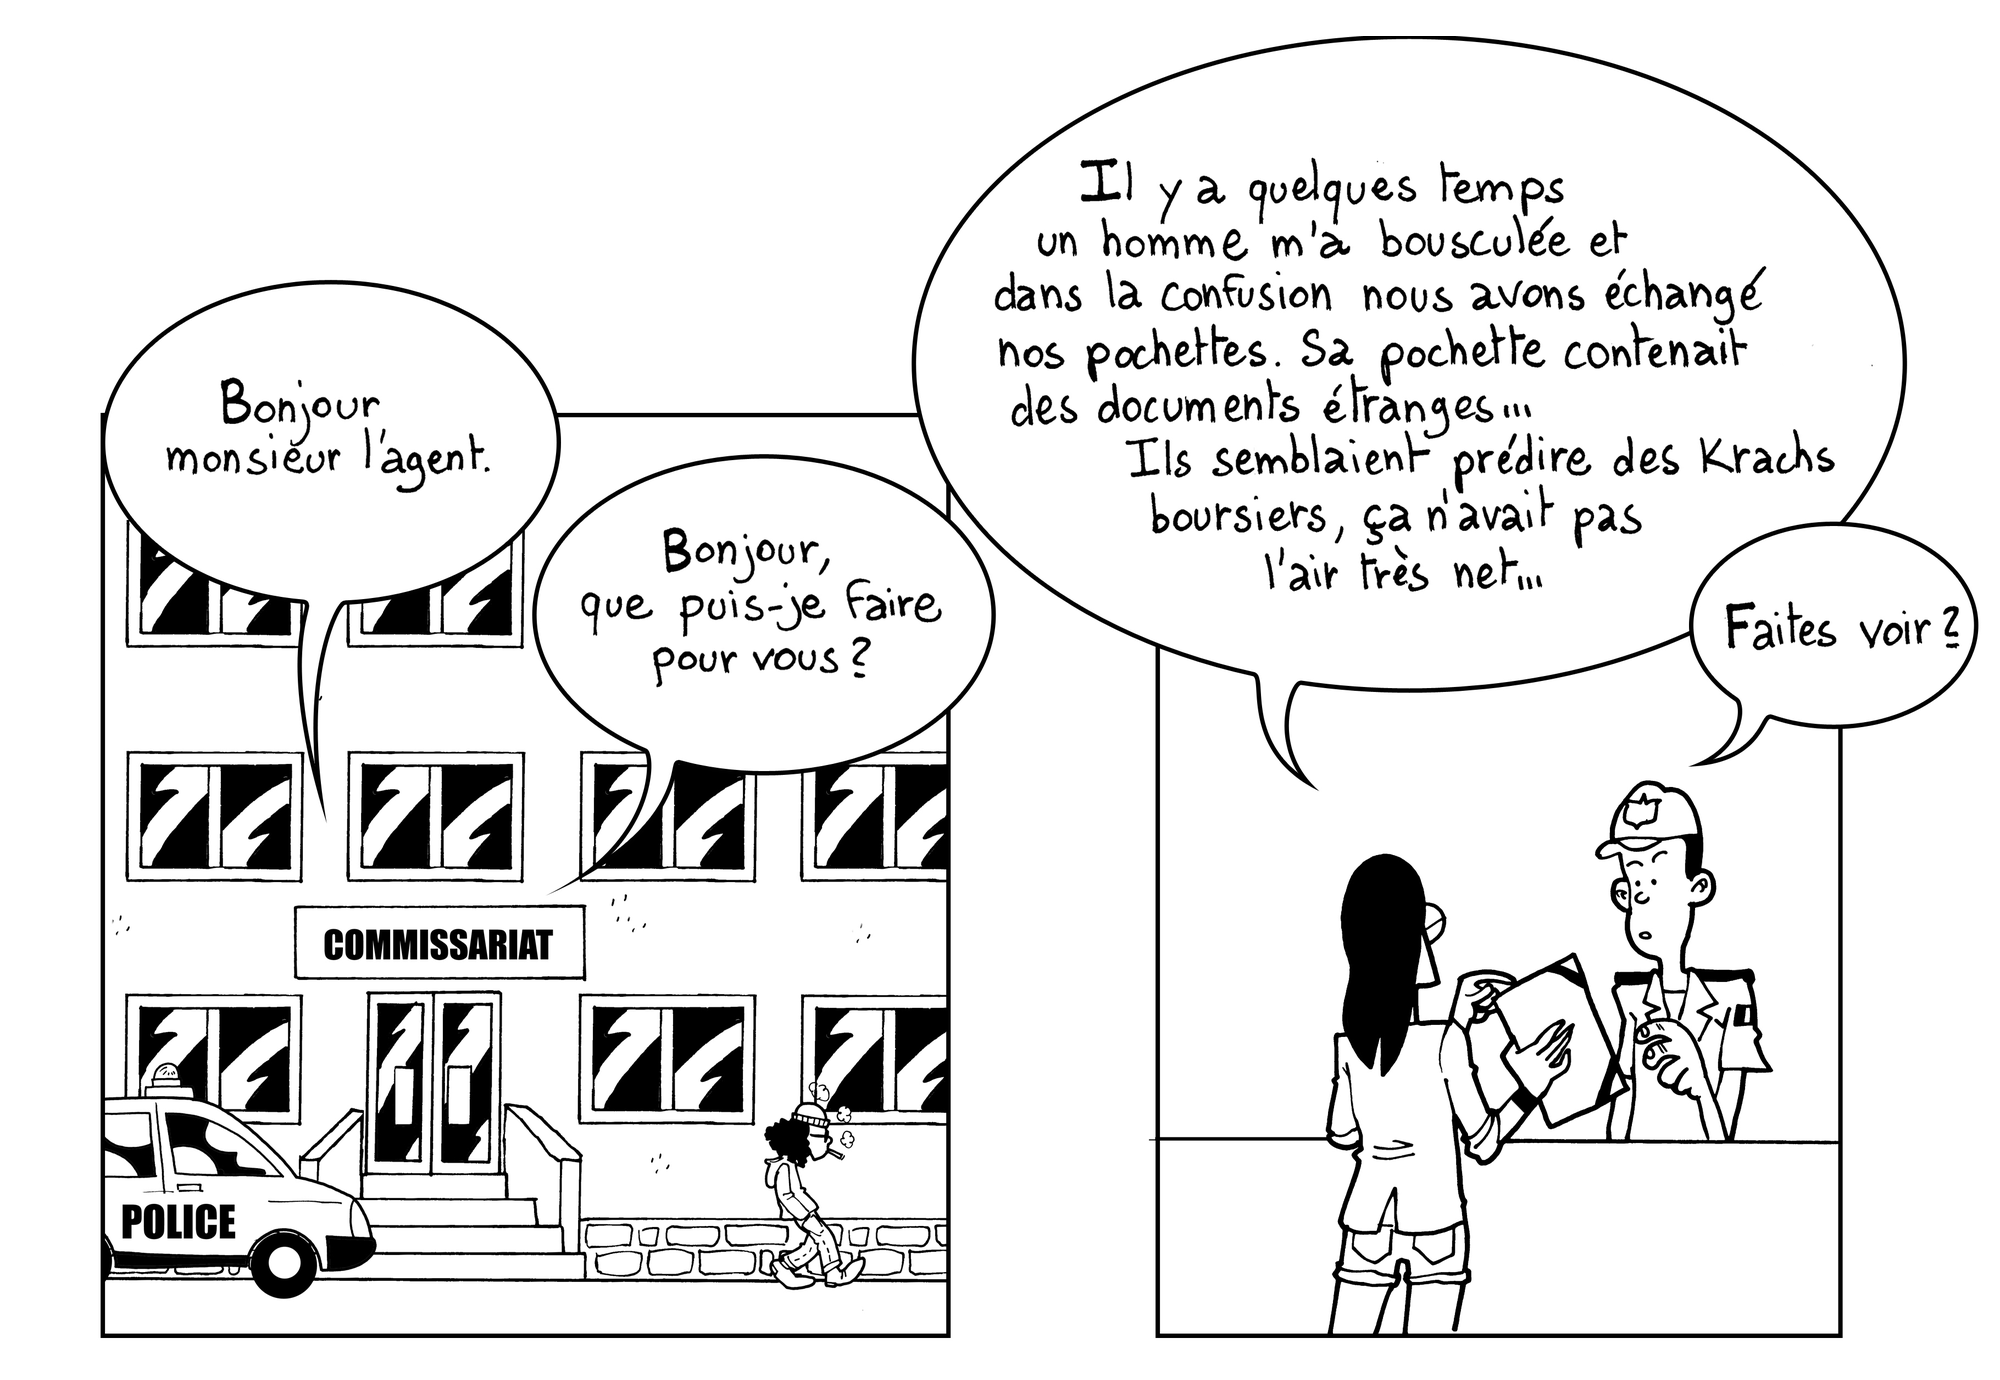 Bonjour
monsieur l'agent.
Bonjour,
que puis-je faire
pour vous ?
COMMISSARIAT
POLICE
Il y a quelques temps
un homme m'a bousculée et
dans la confusion nous avons échangé
nos pochettes. Sa pochette contenait
des documents étranges...
Ils semblaient prédire des Krachs
boursiers, ça n'avait pas
l'air très net...
Faites voir ?